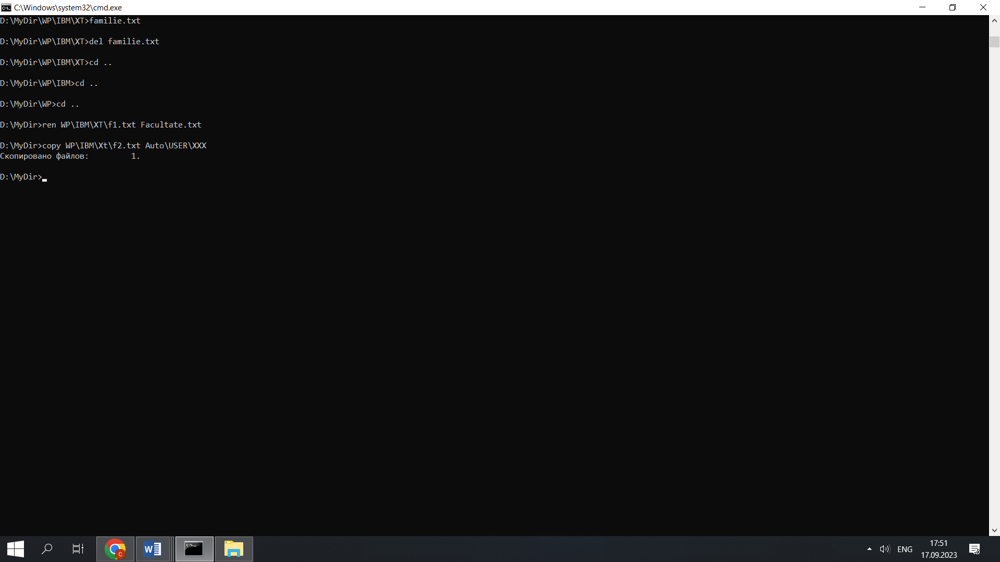 C:\Windows\system32\cmd.exe
D:\MyDir\WP\IBM\XT>familie.txt
D:\MyDir\WP\IBM\XT>del familie.txt
D:\MyDir\WP\IBM\XT>cd ..
D:\MyDir\WP\IBM>cd ..
D:\MyDir\WP>cd ..
D:\MyDir>ren WP\IBM\XT\f1.txt Facultate.txt
D:\MyDir>copy WP\IBM\Xt\f2.txt Auto\USER\XXX
Скопировано файлов:         1.
D:\MyDir>
ENG
17:51
17.09.2023